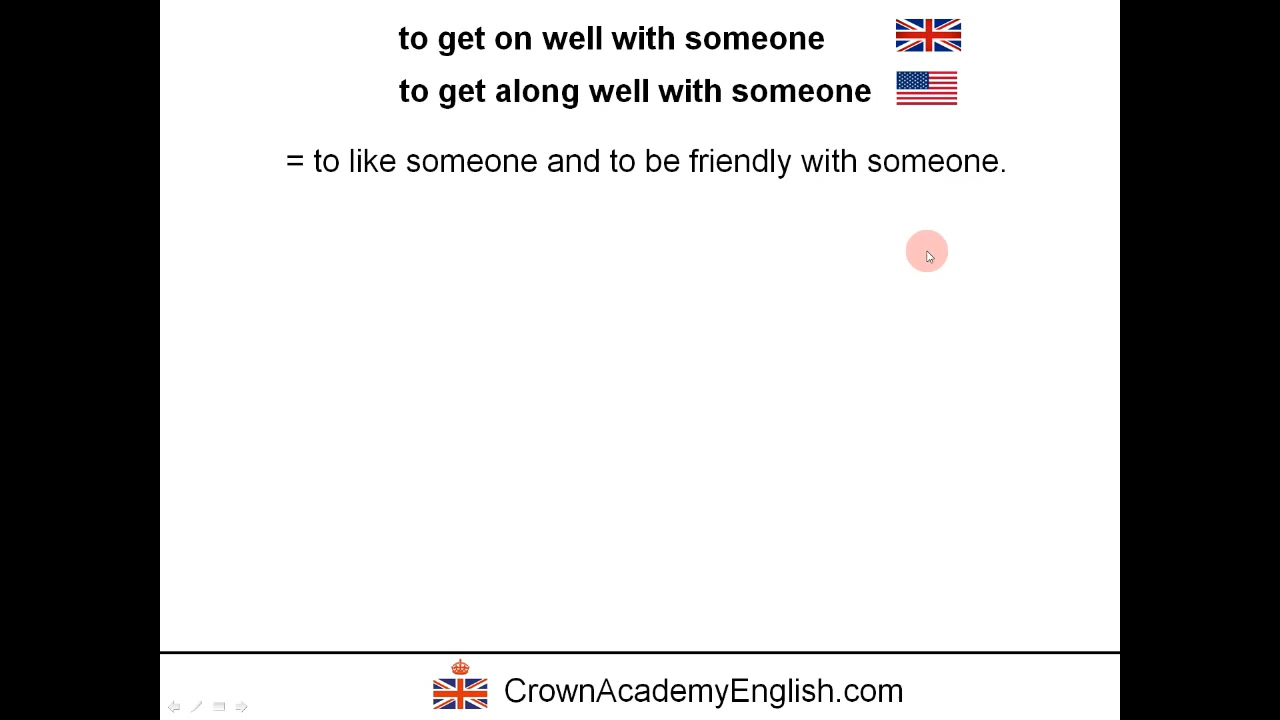 to get on well with someone
to get along well with someone
= to like someone and to be friendly with someone.
CrownAcademyEnglish.com